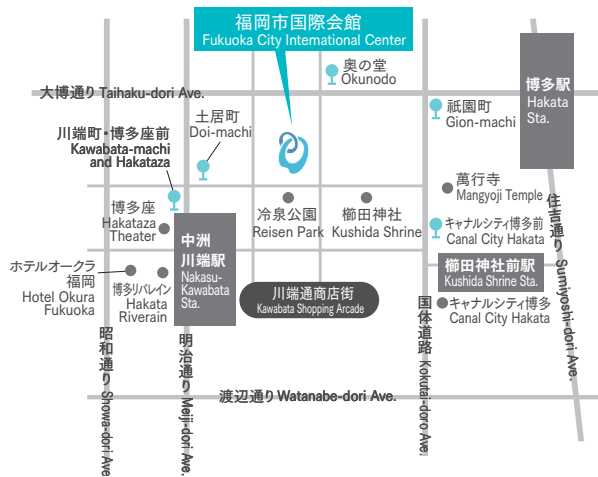 福岡市国際会館
Fukuoka City International Center
奥の堂
Okunodo
博多駅
Hakata
Sta.
大博通り Taihaku-dori Ave.
祇園町
Gion-machi
土居町
Doi-machi
川端町・博多座前
Kawabata-machi
and Hakataza
萬行寺
Mangyoji Temple
博多座
Hakataza
Theater
冷泉公園
Reisen Park
櫛田神社
Kushida Shrine
キャナルシティ博多前
Canal City Hakata
住吉通り Sumiyoshi-dori Ave.
中洲
川端駅
Nakasu-
Kawabata
Sta.
櫛田神社前駅
Kushida Shrine Sta.
ホテルオークラ
福岡
Hotel Okura
Fukuoka
博多リバレイン
Hakata
Riverain
川端通商店街
Kawabata Shopping Arcade
キャナルシティ博多
Canal City Hakata
国体道路 Kokutai-doro Ave.
昭和通り Showa-dori Ave
明治通り Meiji-dori Ave.
渡辺通り Watanabe-dori Ave.